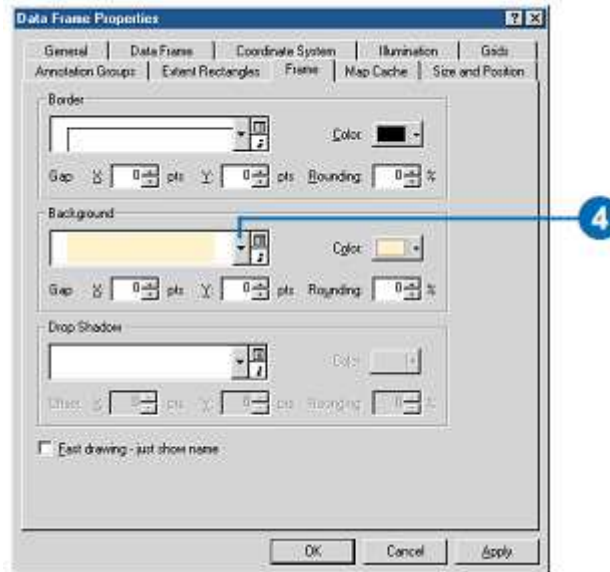 Data Frame Properties
General Data Frame Coordinate System Illumination Grids
Annotation Groups Extent Rectangles Frame Map Cache Size and Position
Border
Color:
Gap: X: 0 pts Y: 0 pts Rounding: 0 %
Background
4
Color:
Gap: X: 0 pts Y: 0 pts Rounding: 0 %
Drop Shadow
Color:
Offset: X: 0 pts Y: 0 pts Rounding: 0 %
Fast drawing - just show name
OK Cancel Apply